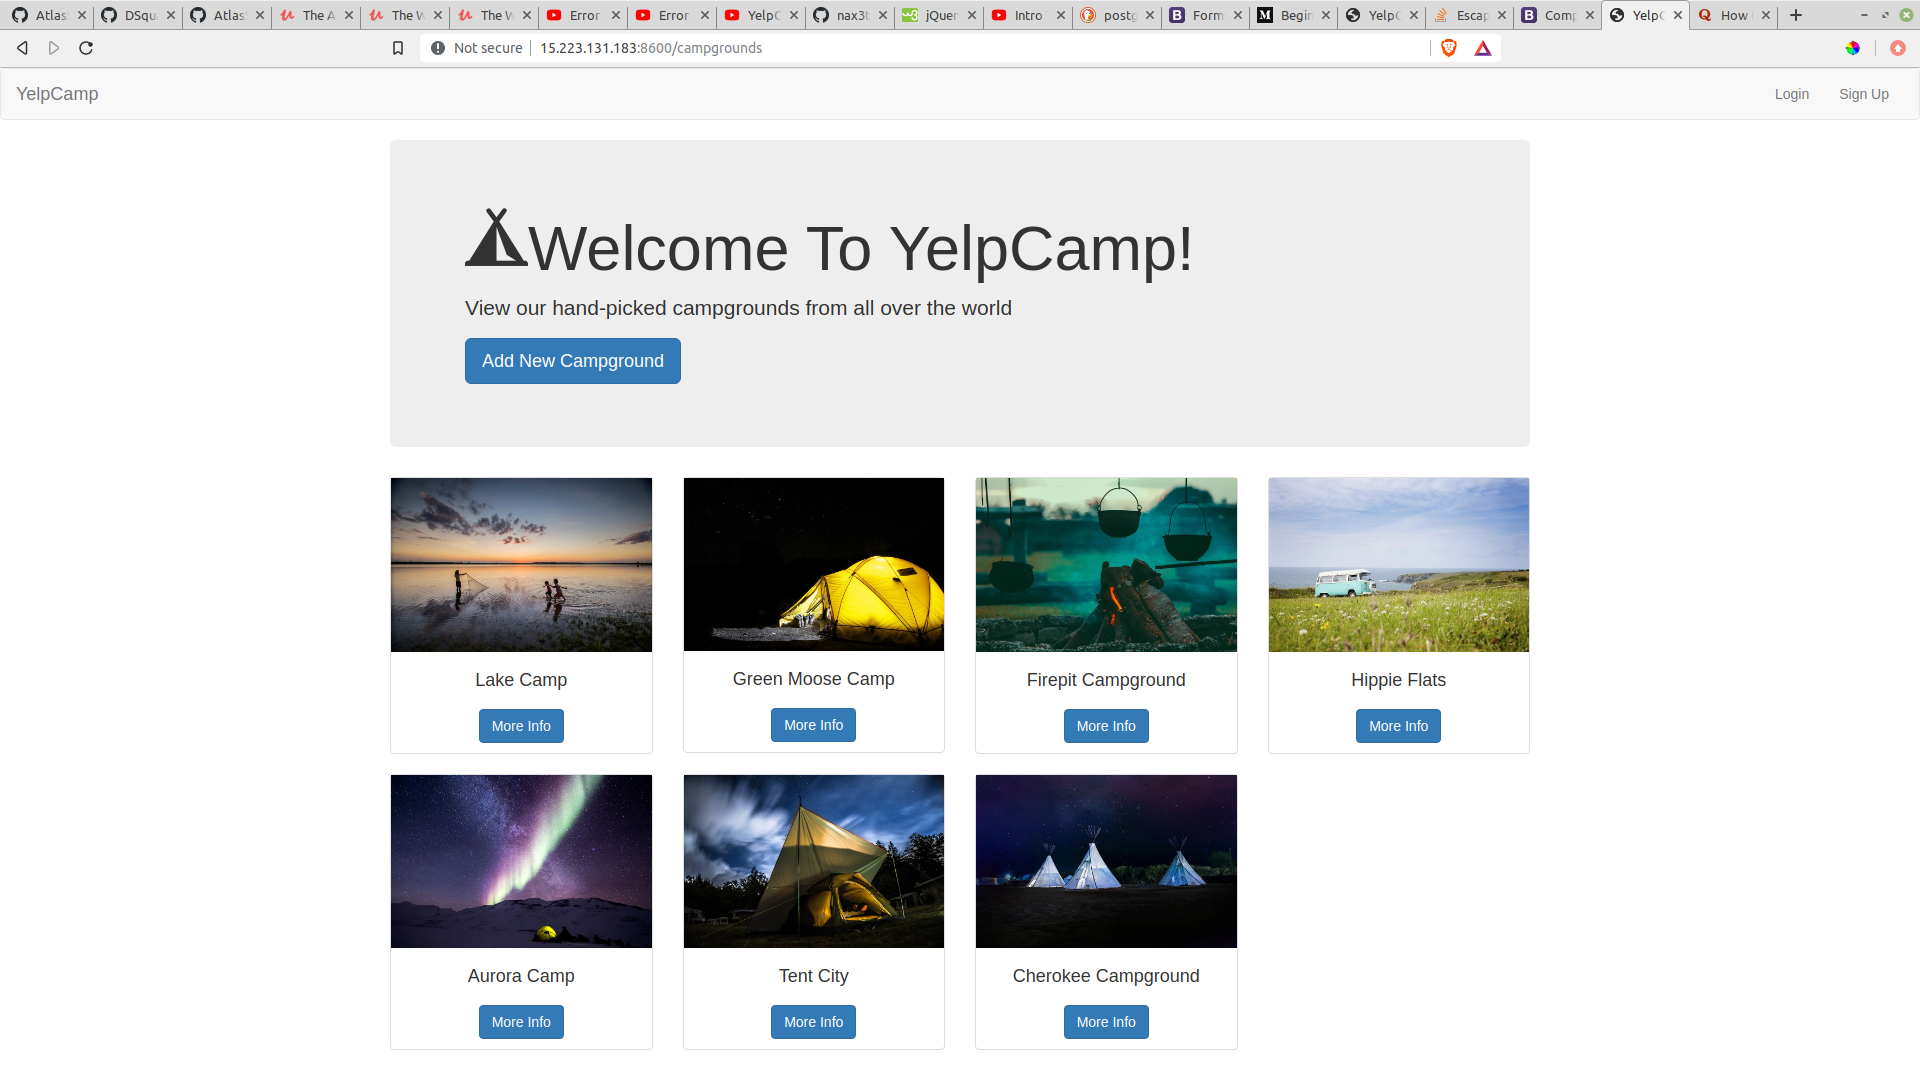 Atlas
DSqua
Atlas
The A
The W
The W
Error
Error
YelpC
nax3t
jQuer
Intro
postg
Form
Begin
YelpC
Escap
Comp
YelpC
How
Not secure 15.223.131.183:8600/campgrounds
YelpCamp
Login Sign Up
Welcome To YelpCamp!
View our hand-picked campgrounds from all over the world
Add New Campground
Lake Camp
More Info
Green Moose Camp
More Info
Firepit Campground
More Info
Hippie Flats
More Info
Aurora Camp
More Info
Tent City
More Info
Cherokee Campground
More Info